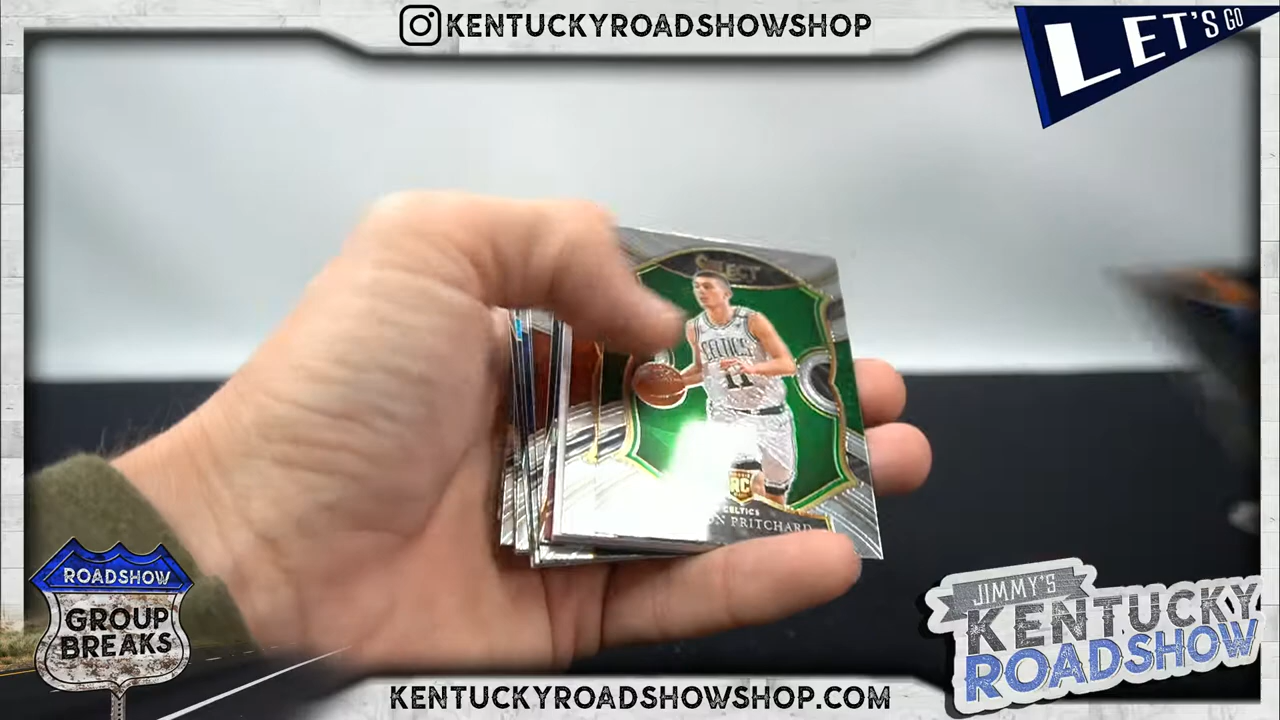 KENTUCKYROADSHOWSHOP
LET'S GO
SELECT
CELTICS
11
RC
CELTICS
PRITCHARD
ROADSHOW
GROUP
BREAKS
JIMMY'S
KENTUCKY
ROADSHOW
KENTUCKYROADSHOWSHOP.COM